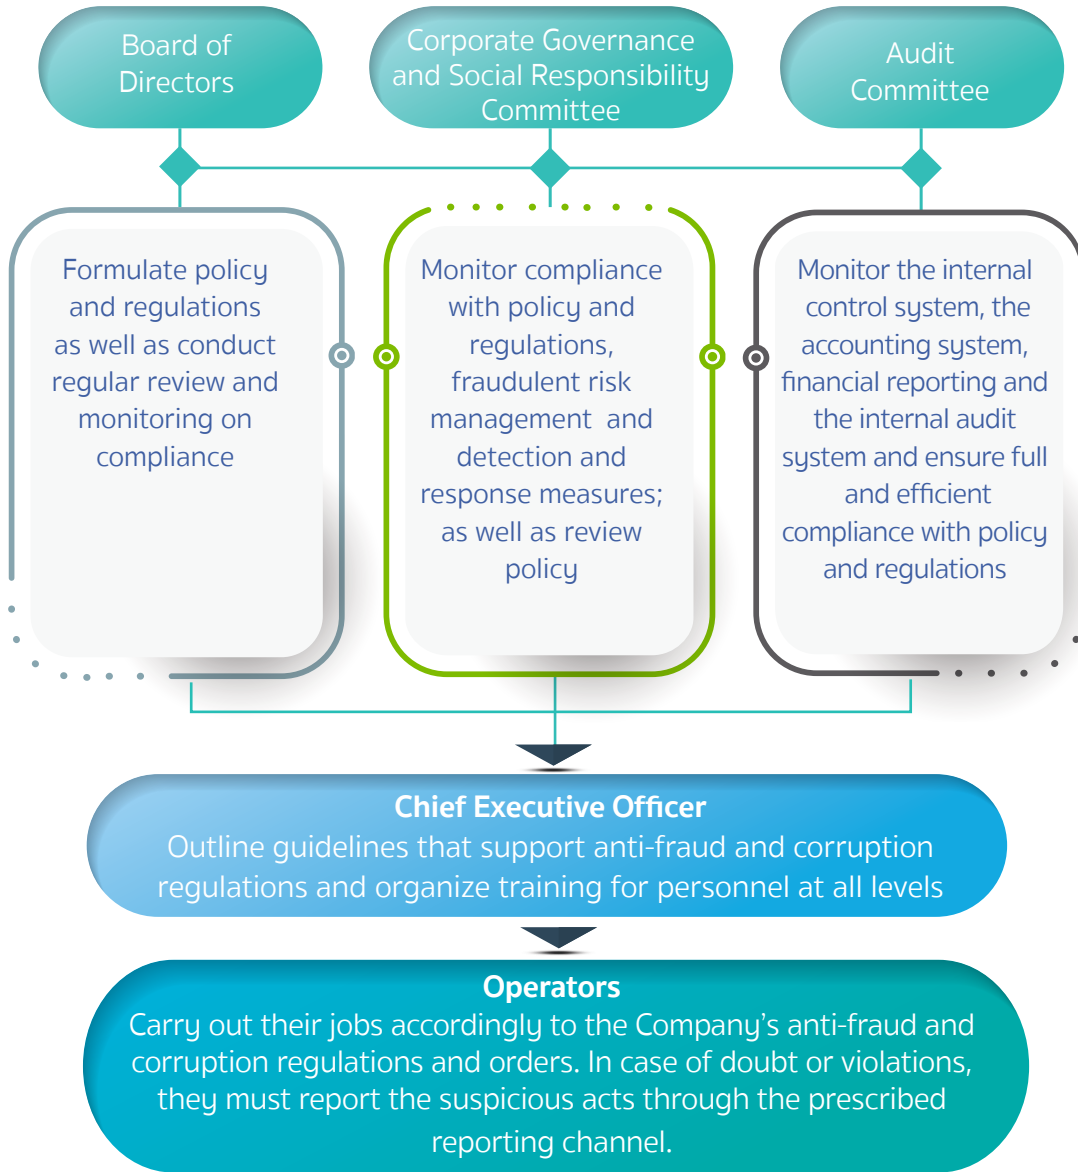 Board of
Directors
Corporate Governance
and Social Responsibility
Committee
Audit
Committee
Formulate policy
and regulations
as well as conduct
regular review and
monitoring on
compliance
Monitor compliance
with policy and
regulations,
fraudulent risk
management and
detection and
response measures;
as well as review
policy
Monitor the internal
control system, the
accounting system,
financial reporting and
the internal audit
system and ensure full
and efficient
compliance with policy
and regulations
Chief Executive Officer
Outline guidelines that support anti-fraud and corruption
regulations and organize training for personnel at all levels
Operators
Carry out their jobs accordingly to the Company’s anti-fraud and
corruption regulations and orders. In case of doubt or violations,
they must report the suspicious acts through the prescribed
reporting channel.